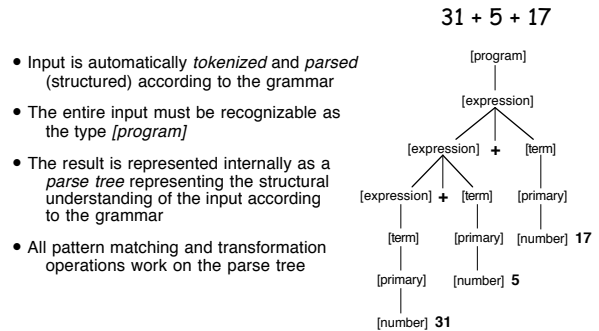 31 + 5 + 17
• Input is automatically tokenized and parsed
(structured) according to the grammar
• The entire input must be recognizable as
the type [program]
• The result is represented internally as a
parse tree representing the structural
understanding of the input according
to the grammar
• All pattern matching and transformation
operations work on the parse tree
[program]
[expression]
[expression] + [term]
[expression] + [term] [primary]
[term] [primary] [number] 17
[primary] [number] 5
[number] 31